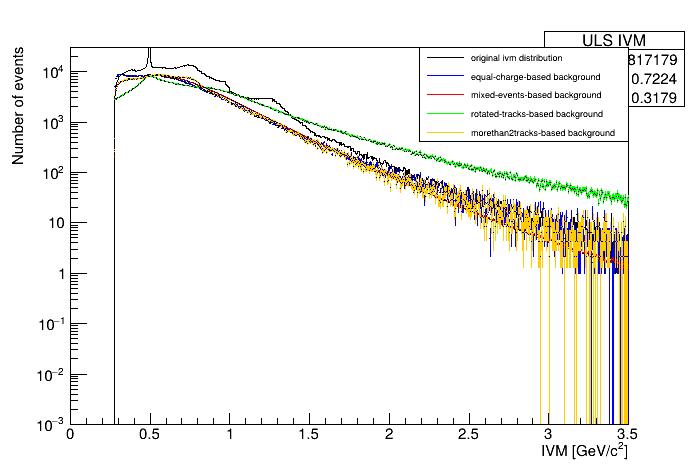 ULS IVM
817179
0.7224
0.3179
original ivm distribution
equal-charge-based background
mixed-events-based background
rotated-tracks-based background
morethan2tracks-based background
Number of events
10⁴
10³
10²
10
1
10⁻¹
10⁻²
10⁻³
0 0.5 1 1.5 2 2.5 3 3.5
IVM [GeV/c²]